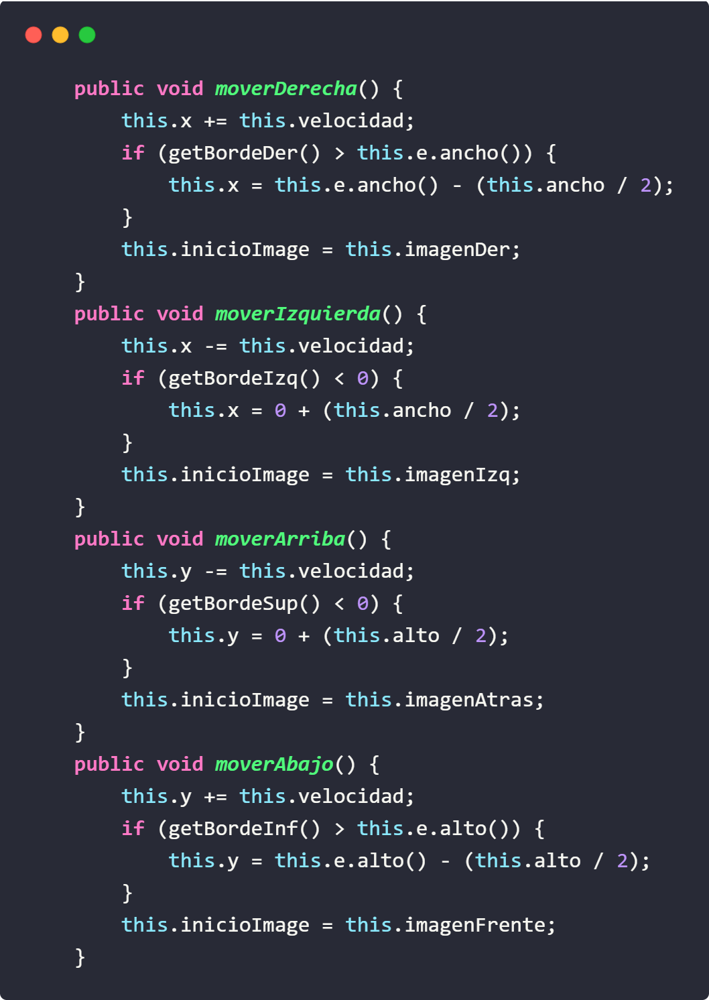 public void moverDerecha() {
    this.x += this.velocidad;
    if (getBordeDer() > this.e.ancho()) {
        this.x = this.e.ancho() - (this.ancho / 2);
    }
    this.inicioImage = this.imagenDer;
}
public void moverIzquierda() {
    this.x -= this.velocidad;
    if (getBordeIzq() < 0) {
        this.x = 0 + (this.ancho / 2);
    }
    this.inicioImage = this.imagenIzq;
}
public void moverArriba() {
    this.y -= this.velocidad;
    if (getBordeSup() < 0) {
        this.y = 0 + (this.alto / 2);
    }
    this.inicioImage = this.imagenAtras;
}
public void moverAbajo() {
    this.y += this.velocidad;
    if (getBordeInf() > this.e.alto()) {
        this.y = this.e.alto() - (this.alto / 2);
    }
    this.inicioImage = this.imagenFrente;
}